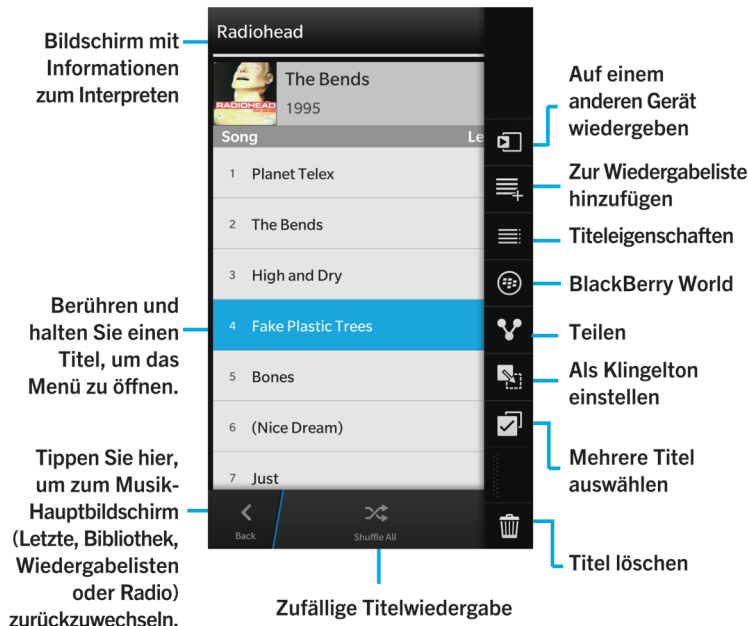 Bildschirm mit
Informationen
zum Interpreten
Berühren und
halten Sie einen
Titel, um das
Menü zu öffnen.
Tippen Sie hier,
um zum Musik-
Hauptbildschirm
(Letzte, Bibliothek,
Wiedergabelisten
oder Radio)
zurückzuwechseln.
Radiohead
RADIOHEAD
The Bends
1995
Song Le
1 Planet Telex
2 The Bends
3 High and Dry
4 Fake Plastic Trees
5 Bones
6 (Nice Dream)
7 Just
Back
Shuffle All
Zufällige Titelwiedergabe
Auf einem
anderen Gerät
wiedergeben
Zur Wiedergabeliste
hinzufügen
Titeleigenschaften
BlackBerry World
Teilen
Als Klingelton
einstellen
Mehrere Titel
auswählen
Titel löschen